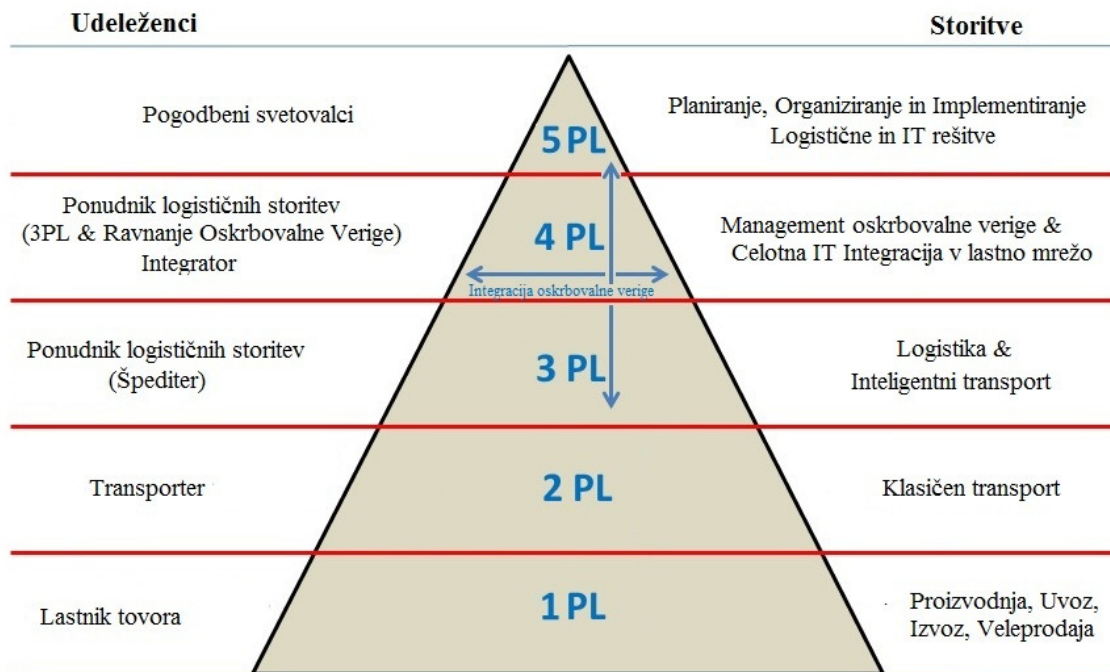 Udeleženci
Storitve
Pogodbeni svetovalci
5 PL
Planiranje, Organiziranje in Implementiranje
Logistične in IT rešitve
Ponudnik logističnih storitev
(3PL & Ravnanje Oskrbovalne Verige)
Integrator
4 PL
Management oskrbovalne verige &
Celotna IT Integracija v lastno mrežo
Integracija oskrbovalne verige
Ponudnik logističnih storitev
(Špediter)
3 PL
Logistika &
Inteligentni transport
Transporter
2 PL
Klasičen transport
Lastnik tovora
1 PL
Proizvodnja, Uvoz,
Izvoz, Veleprodaja